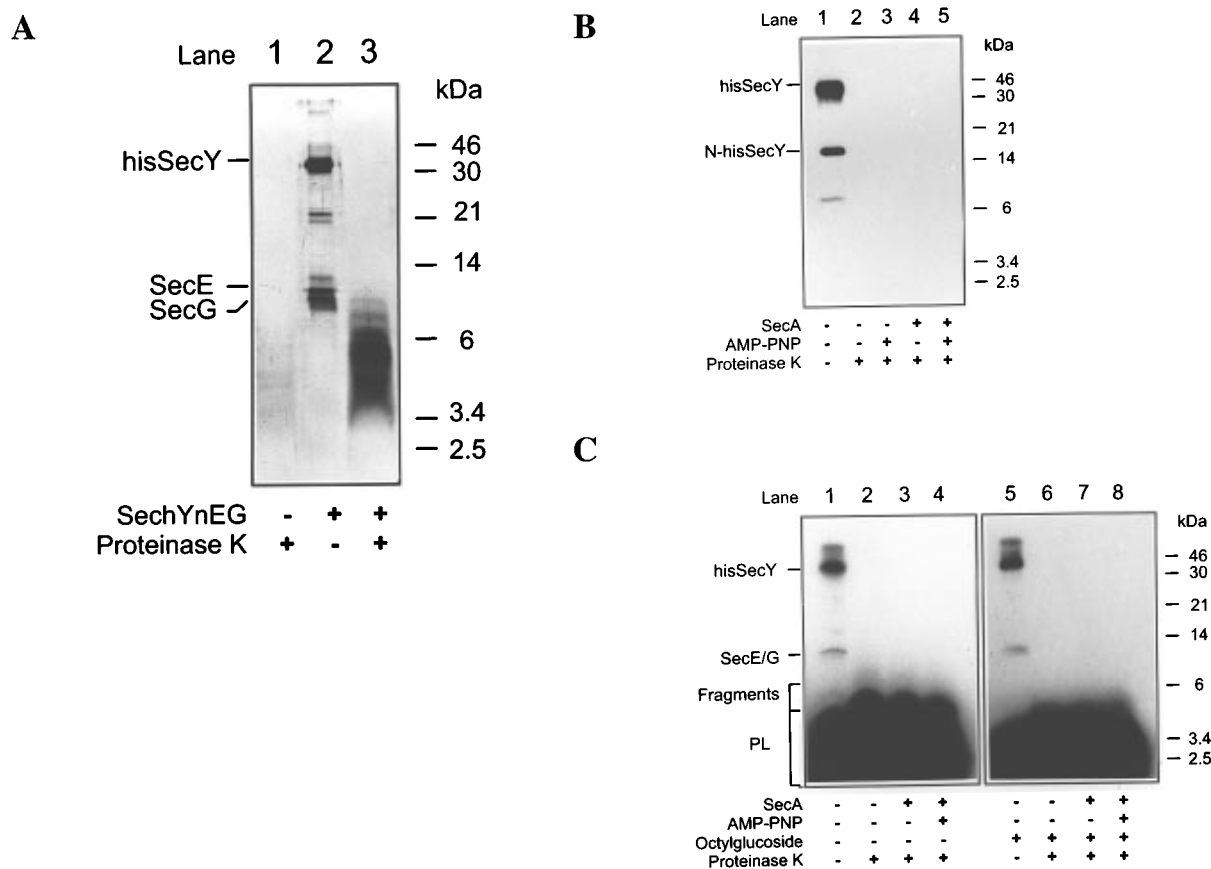 A
Lane 1 2 3
kDa
hisSecY
46
30
21
14
SecE
SecG
6
3.4
2.5
SechYnEG - + +
Proteinase K + - +
B
Lane 1 2 3 4 5
kDa
hisSecY
46
30
21
N-hisSecY
14
6
3.4
2.5
SecA - - - + +
AMP-PNP - - + - +
Proteinase K - + + + +
C
Lane 1 2 3 4 5 6 7 8
kDa
hisSecY
46
30
21
14
SecE/G
6
Fragments
PL
3.4
2.5
SecA - - + + - - + +
AMP-PNP - - - + - - - +
Octylglucoside - - - - + + + +
Proteinase K - + + + - + + +